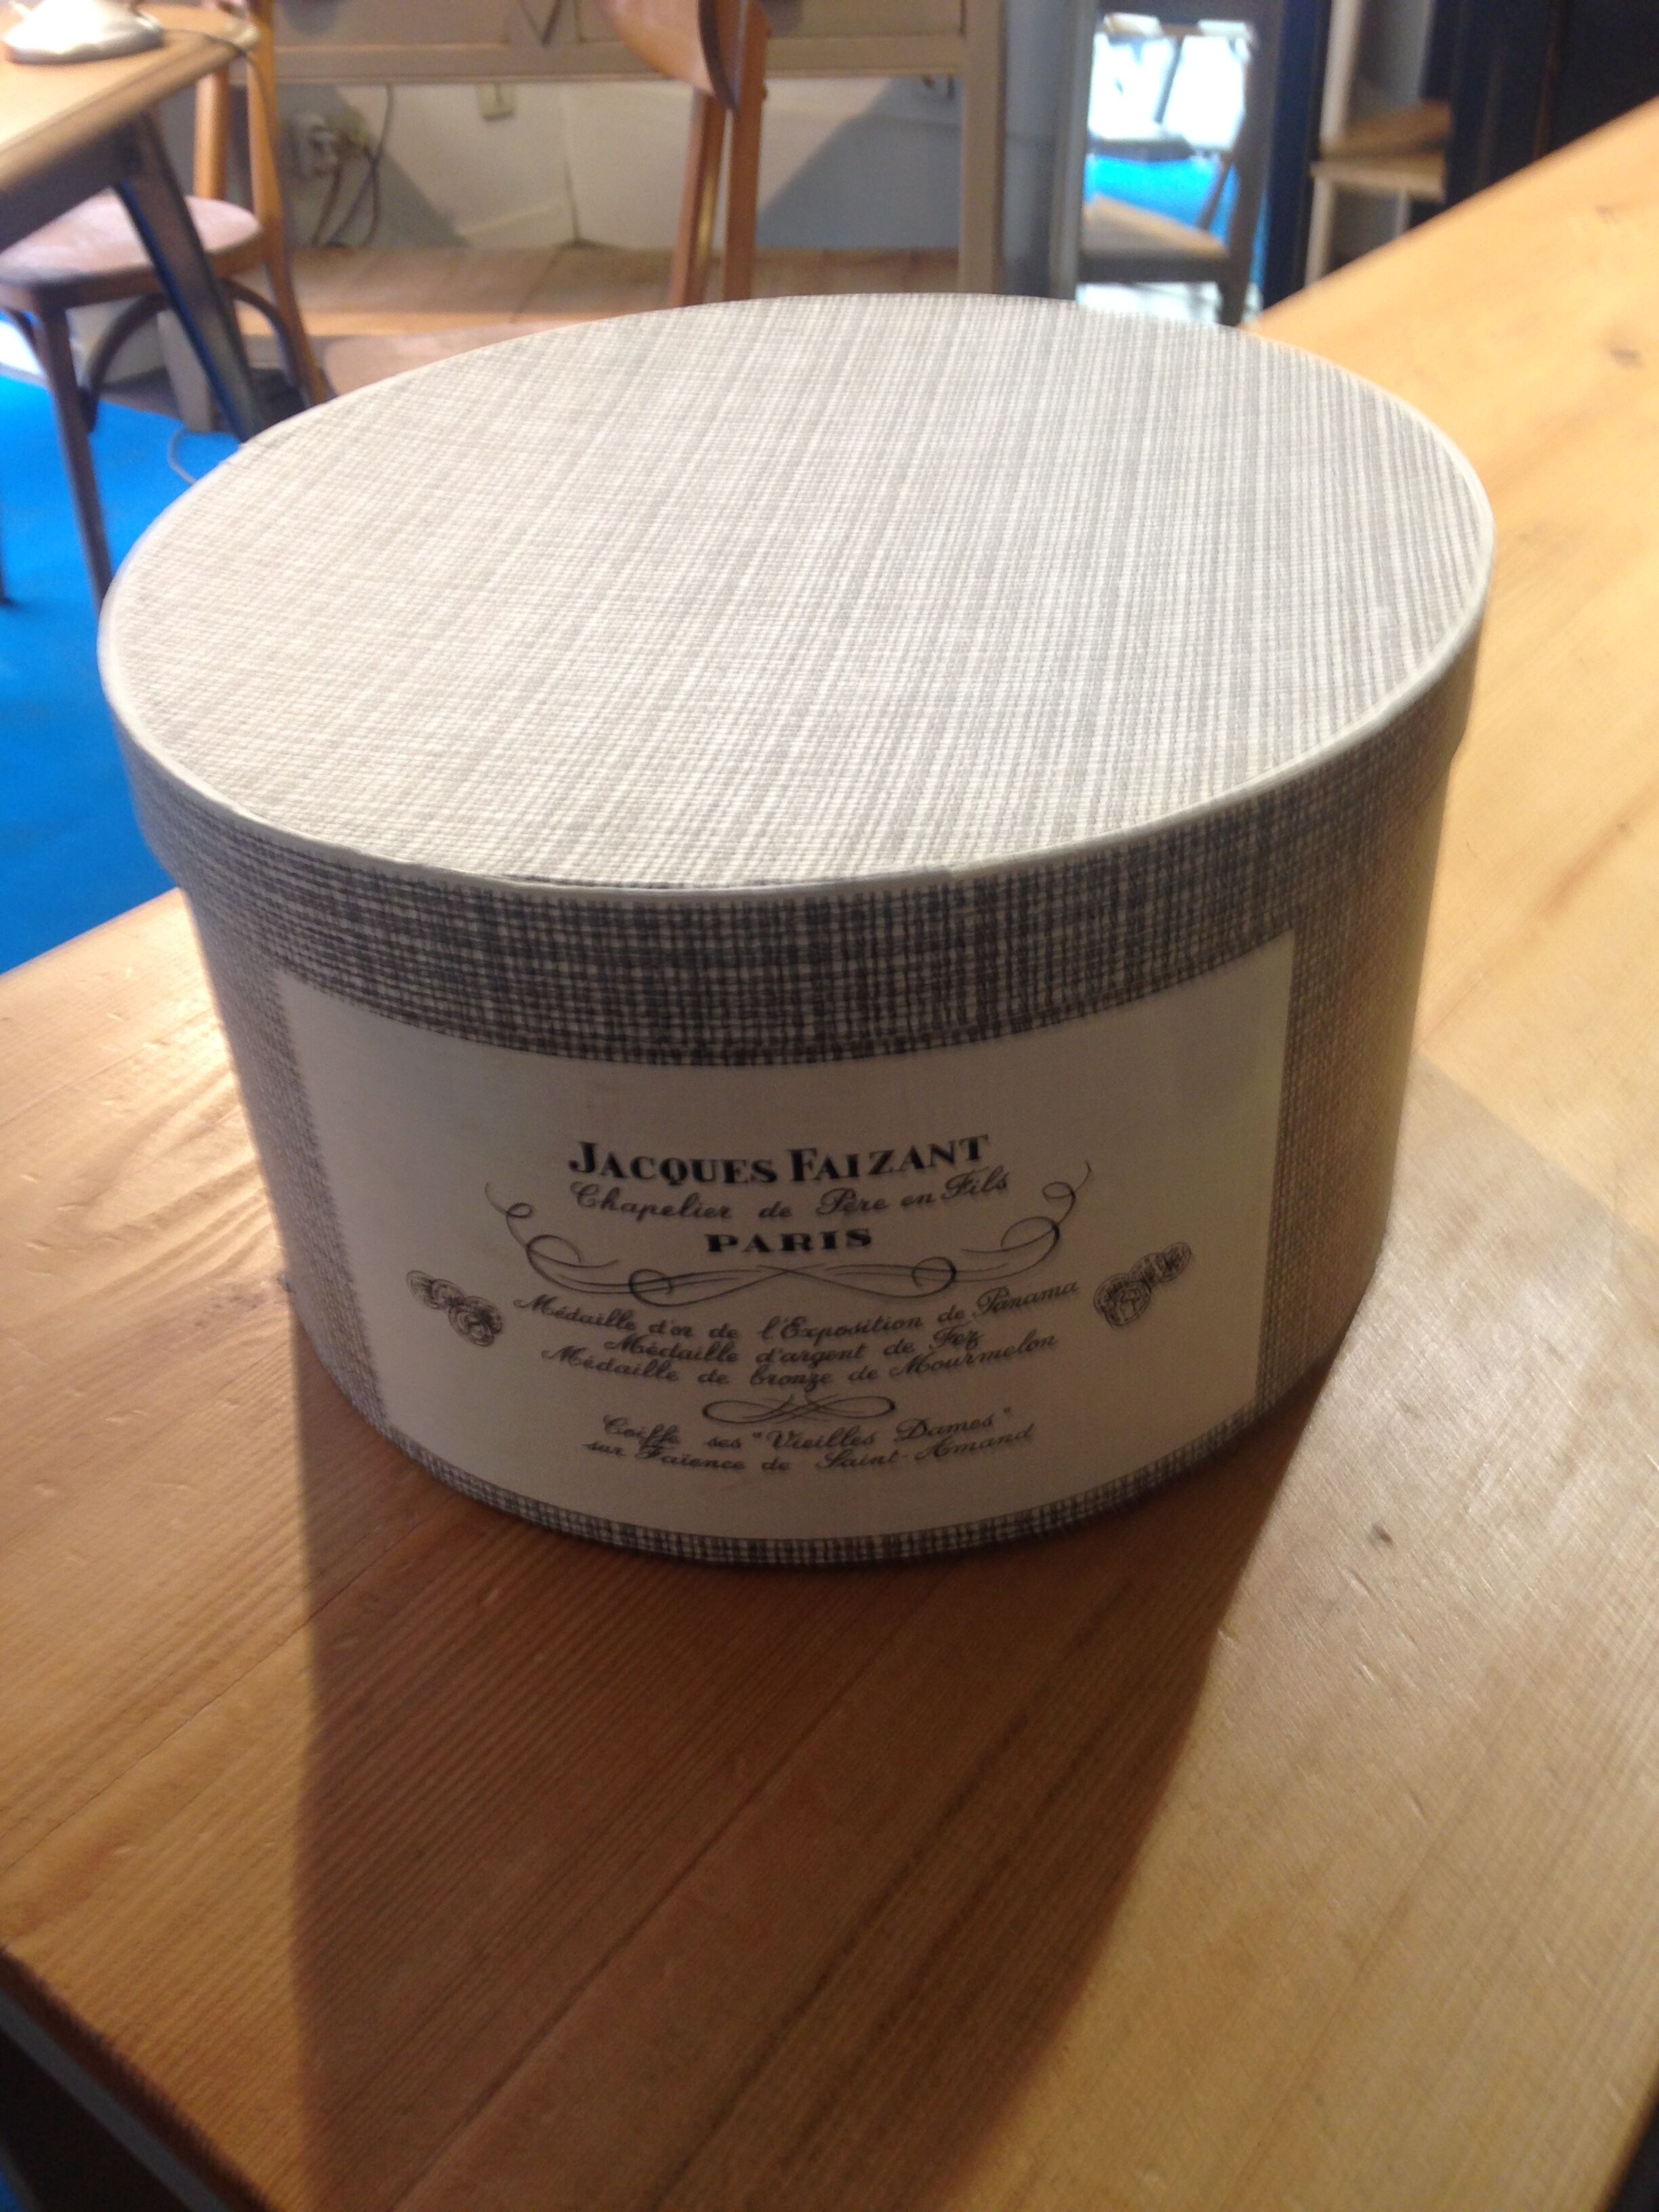 JACQUES FAIZANT
Chapelier de Père en Fils
PARIS
Médaille d'or de l'Exposition de Panama
Médaille d'argent de Fez
Médaille de bronze de Mourmelon
Coiffe ses "Vieilles Dames"
sur Faïence de Saint-Amand